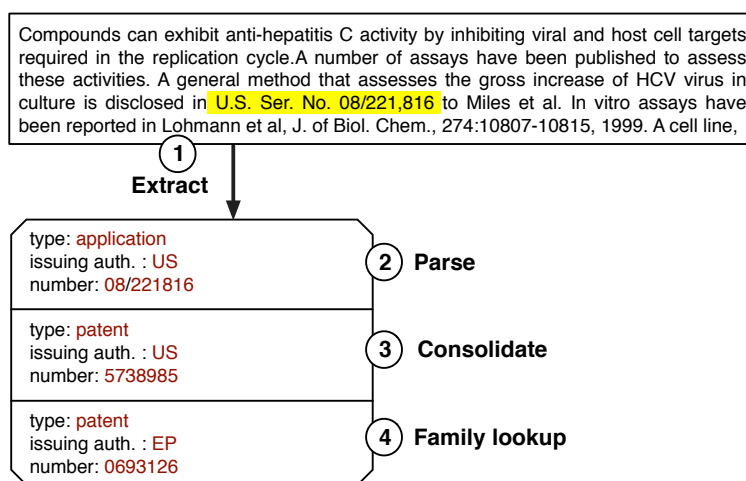 Compounds can exhibit anti-hepatitis C activity by inhibiting viral and host cell targets
required in the replication cycle.A number of assays have been published to assess
these activities. A general method that assesses the gross increase of HCV virus in
culture is disclosed in U.S. Ser. No. 08/221,816 to Miles et al. In vitro assays have
been reported in Lohmann et al, J. of Biol. Chem., 274:10807-10815, 1999. A cell line,
1
Extract
type: application
issuing auth. : US
number: 08/221816
2 Parse
type: patent
issuing auth. : US
number: 5738985
3 Consolidate
type: patent
issuing auth. : EP
number: 0693126
4 Family lookup